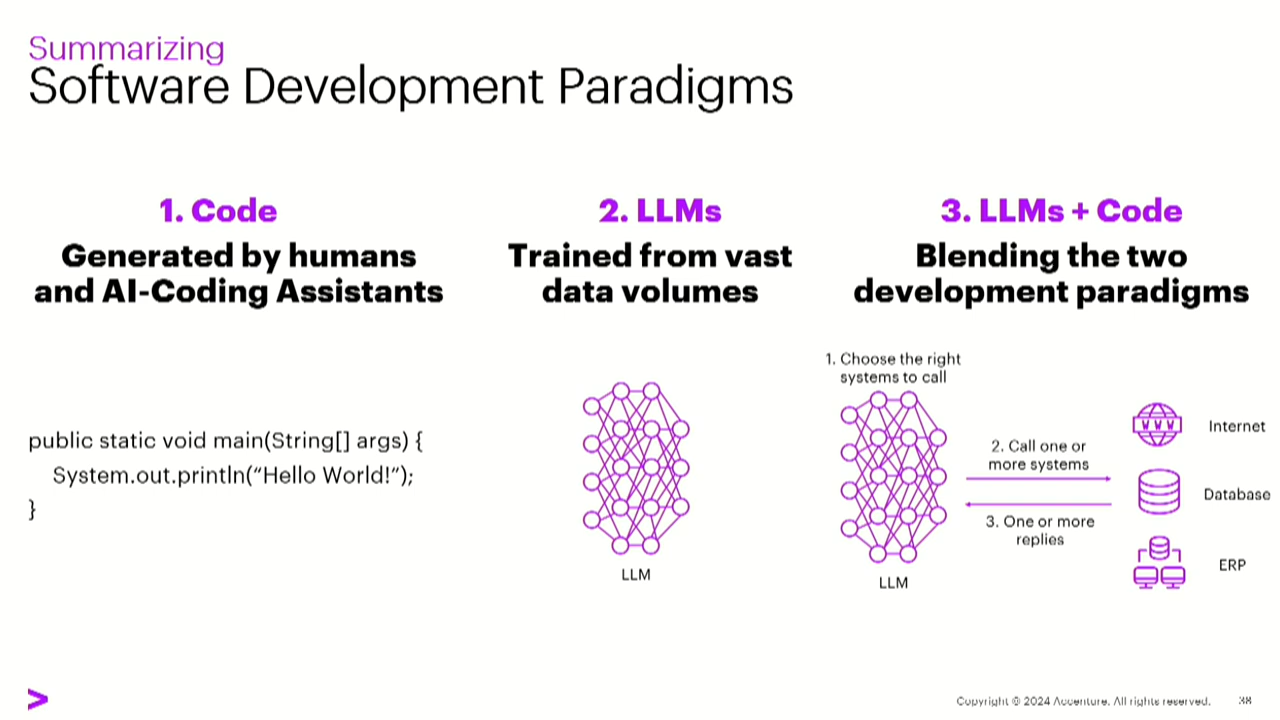 Summarizing
Software Development Paradigms
1. Code
Generated by humans
and AI-Coding Assistants
public static void main(String[] args) {
System.out.println(“Hello World!”);
}
2. LLMs
Trained from vast
data volumes
LLM
3. LLMs + Code
Blending the two
development paradigms
1. Choose the right
systems to call
LLM
2. Call one or
more systems
3. One or more
replies
WWW
Internet
Database
ERP
>
Copyright © 2024 Accenture. All rights reserved.
38